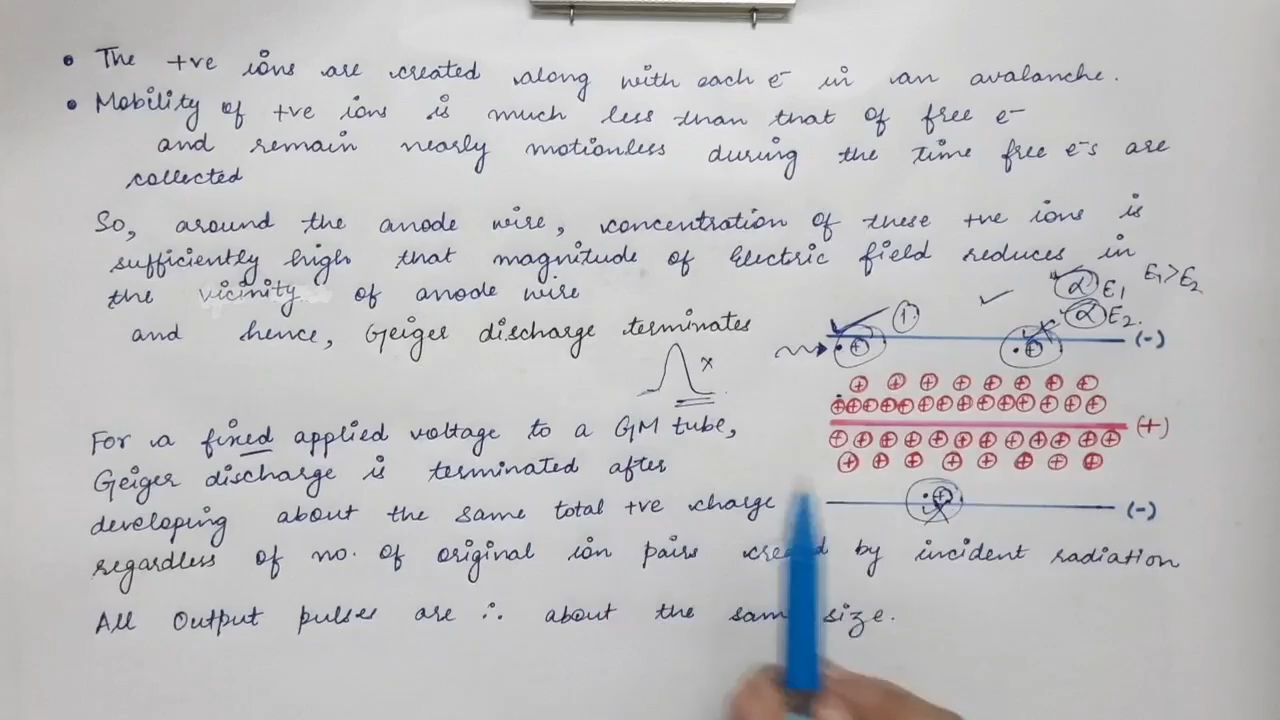 • The +ve ions are created along with each e⁻ in an avalanche.
• Mobility of +ve ions is much less than that of free e⁻
and remain nearly motionless during the time free e⁻s are
collected
So, around the anode wire, concentration of these +ve ions is
sufficiently high that magnitude of Electric field reduces in
the vicinity of anode wire
and hence, Geiger discharge terminates
α E₁ E₁>E₂
α E₂.
①
(-)
x
(+)
(-)
For a fixed applied voltage to a GM tube,
Geiger discharge is terminated after
developing about the same total +ve charge
regardless of no. of original ion pairs created by incident radiation
All Output pulses are ∴ about the same size.